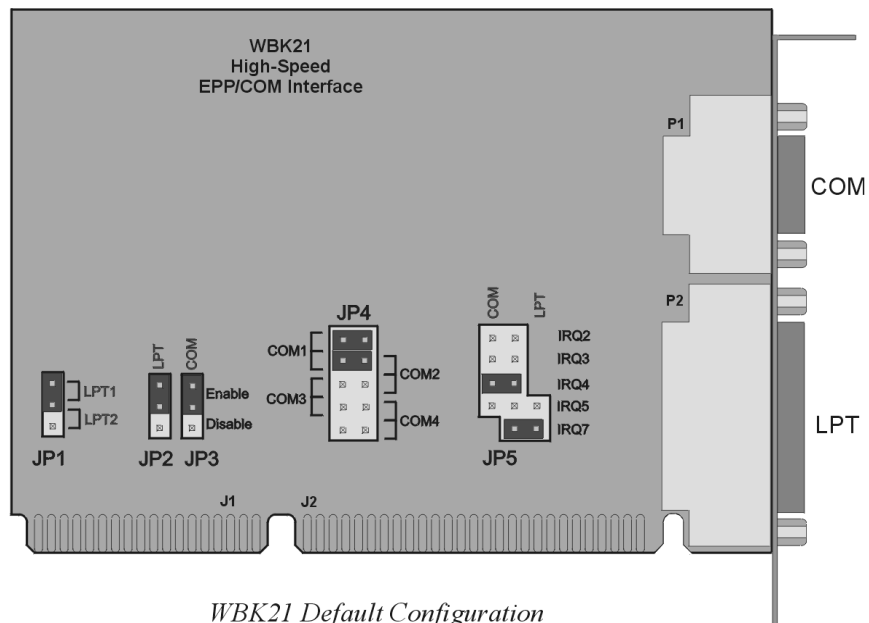 WBK21
High-Speed
EPP/COM Interface
P1
COM
P2
LPT
JP4
COM1
COM2
COM3
COM4
COM
LPT
IRQ2
IRQ3
IRQ4
IRQ5
IRQ7
JP5
LPT1
LPT2
JP1
LPT
COM
Enable
Disable
JP2
JP3
J1
J2
WBK21 Default Configuration